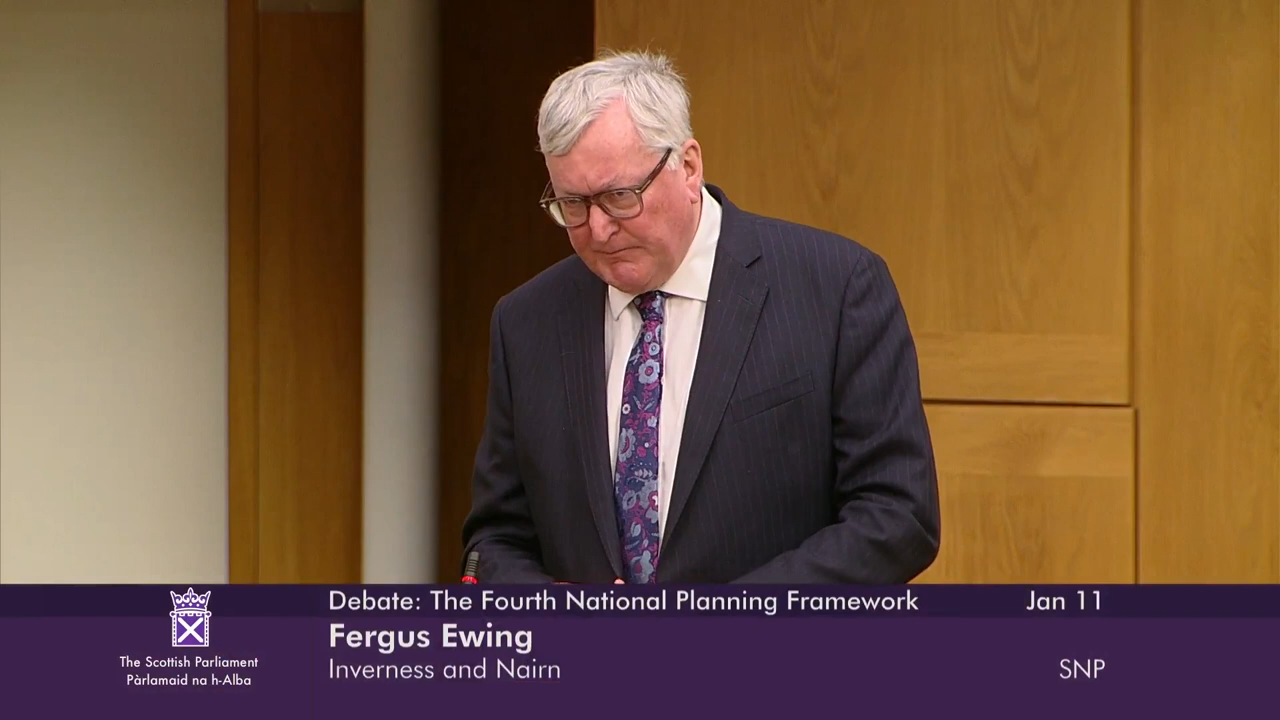 Debate: The Fourth National Planning Framework Jan 11
Fergus Ewing
Inverness and Nairn SNP
The Scottish Parliament
Pàrlamaid na h-Alba